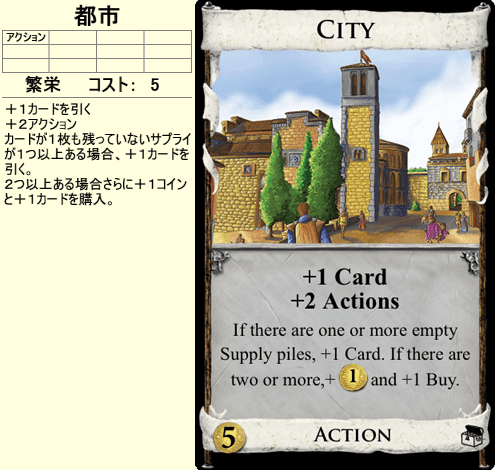 都市
アクション
繁栄 コスト： 5
＋１カードを引く
＋２アクション
カードが１枚も残っていないサプライ
が１つ以上ある場合、＋１カードを
引く。
２つ以上ある場合さらに＋１コイン
と＋１カードを購入。
CITY
+1 Card
+2 Actions
If there are one or more empty
Supply piles, +1 Card. If there are
two or more,+ 1 and +1 Buy.
5 ACTION